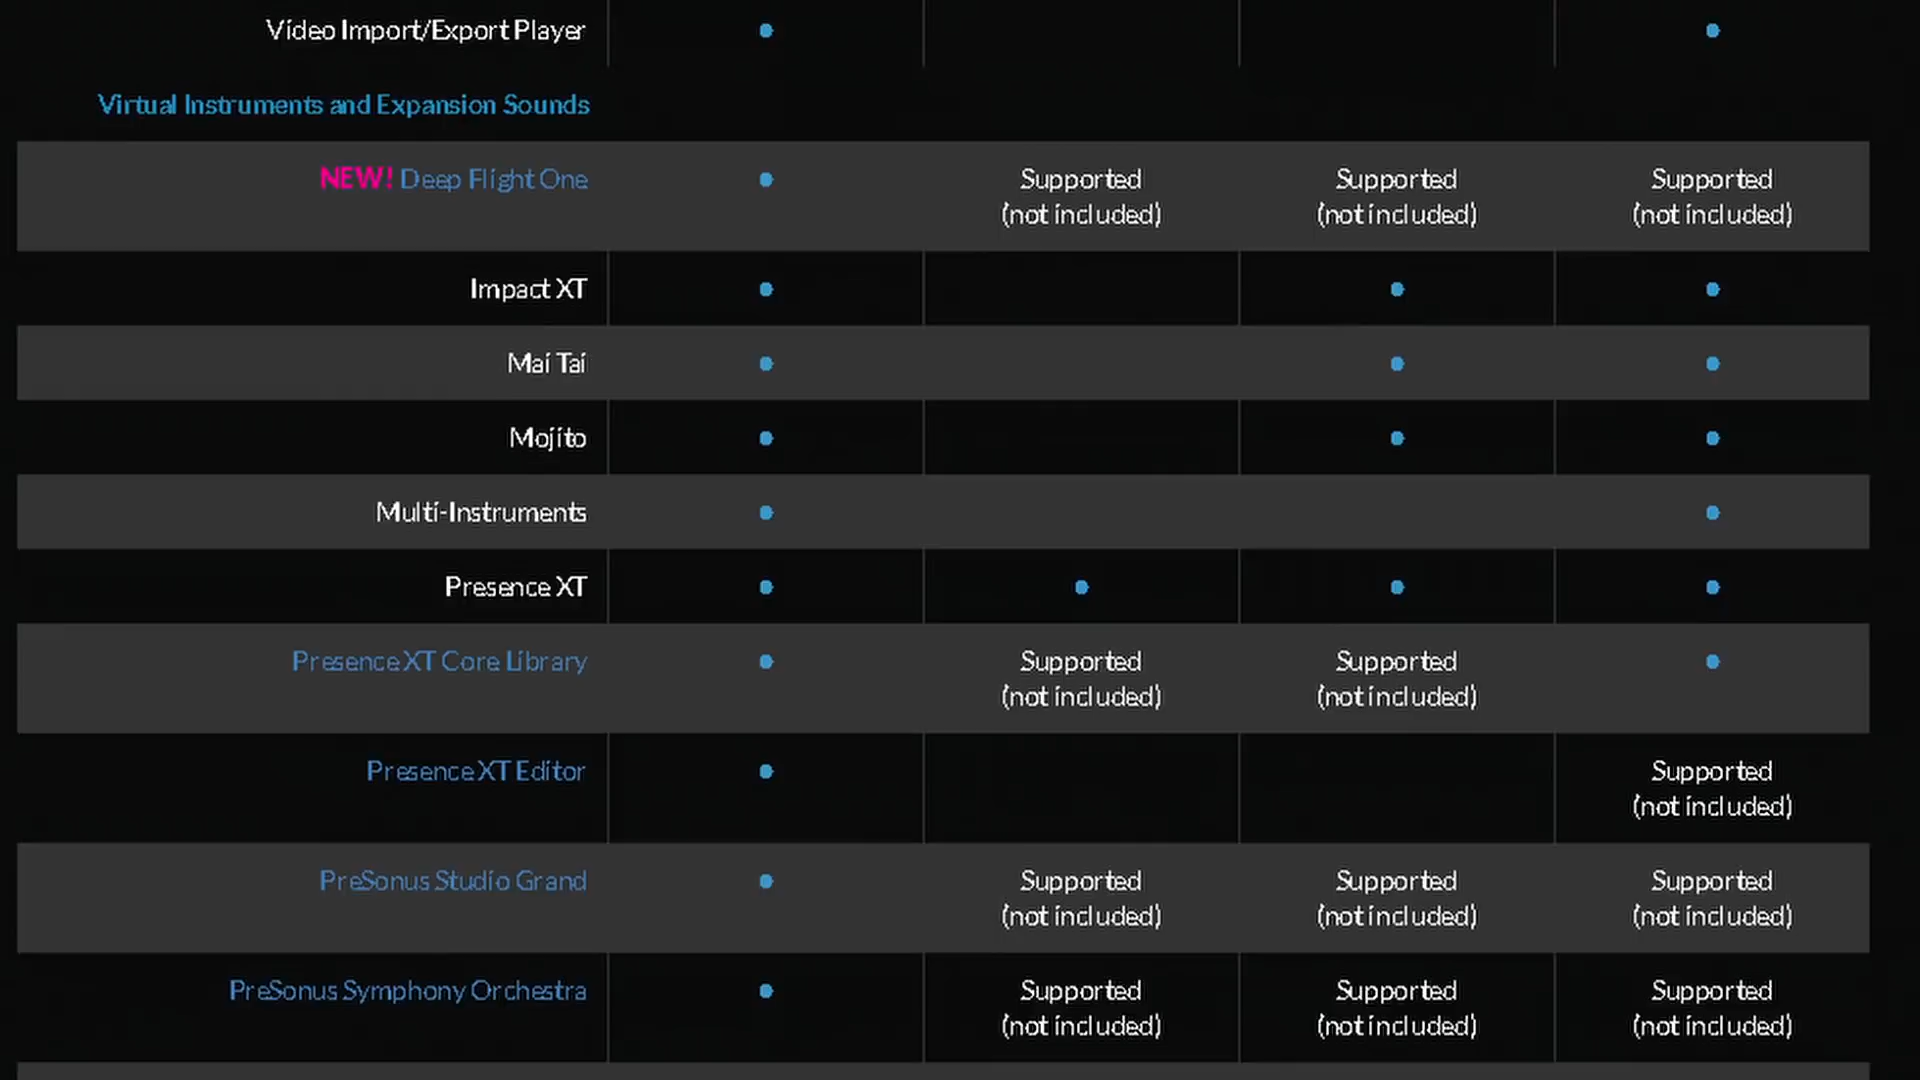 Video Import/Export Player
Virtual Instruments and Expansion Sounds
NEW! Deep Flight One
Supported Supported Supported
(not included) (not included) (not included)
Impact XT
Mai Tai
Mojito
Multi-Instruments
Presence XT
Presence XT Core Library
Supported Supported
(not included) (not included)
Presence XT Editor
Supported
(not included)
PreSonus Studio Grand
Supported Supported Supported
(not included) (not included) (not included)
PreSonus Symphony Orchestra
Supported Supported Supported
(not included) (not included) (not included)